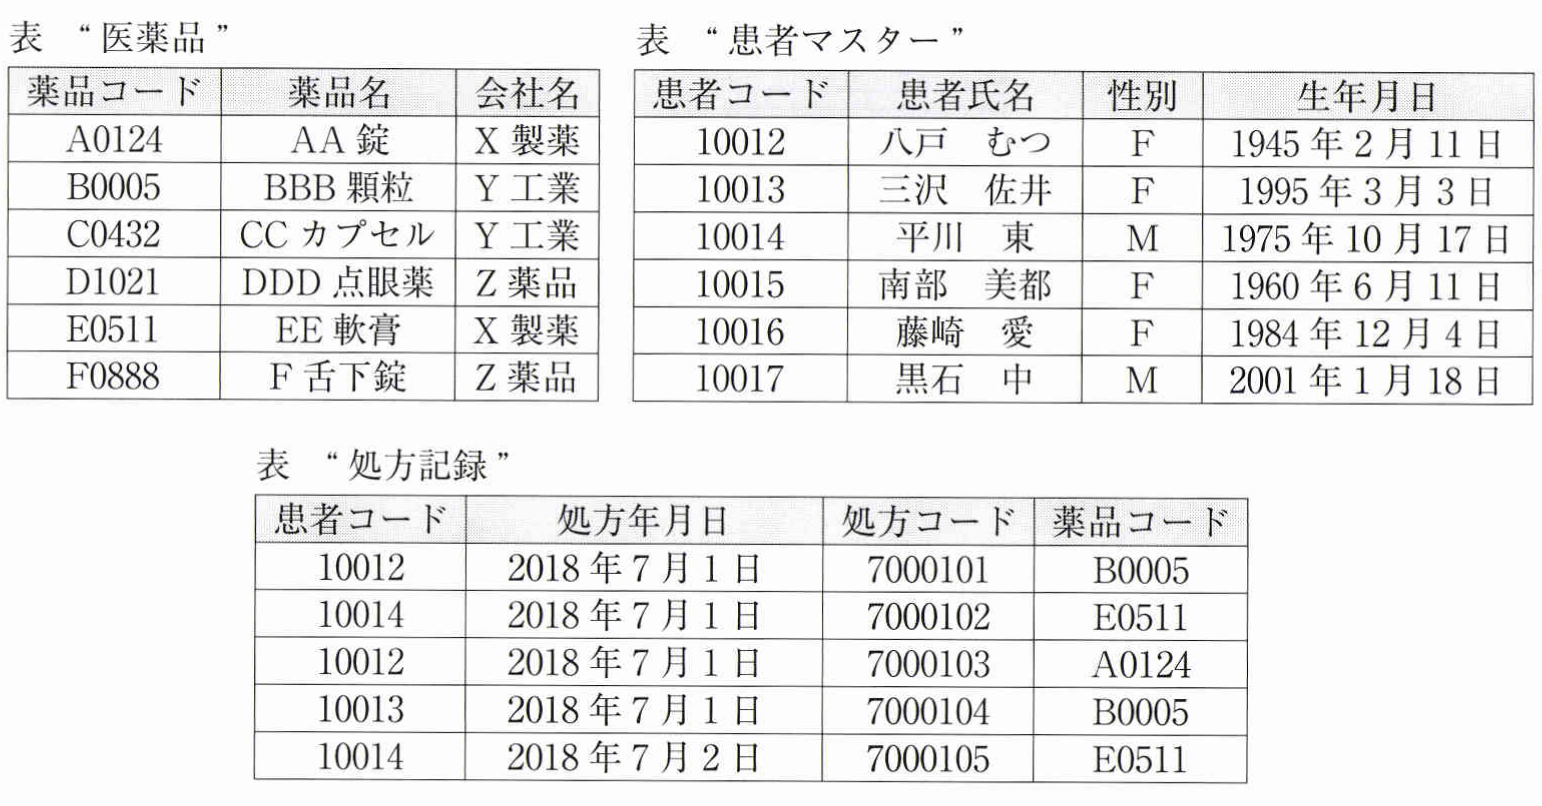 表 “医薬品”
薬品コード 薬品名 会社名
A0124 AA 錠 X 製薬
B0005 BBB 顆粒 Y 工業
C0432 CC カプセル Y 工業
D1021 DDD 点眼薬 Z 薬品
E0511 EE 軟膏 X 製薬
F0888 F 舌下錠 Z 薬品
表 “患者マスター”
患者コード 患者氏名 性別 生年月日
10012 八戸 むつ F 1945 年 2 月 11 日
10013 三沢 佐井 F 1995 年 3 月 3 日
10014 平川 東 M 1975 年 10 月 17 日
10015 南部 美都 F 1960 年 6 月 11 日
10016 藤崎 愛 F 1984 年 12 月 4 日
10017 黒石 中 M 2001 年 1 月 18 日
表 “処方記録”
患者コード 処方年月日 処方コード 薬品コード
10012 2018 年 7 月 1 日 7000101 B0005
10014 2018 年 7 月 1 日 7000102 E0511
10012 2018 年 7 月 1 日 7000103 A0124
10013 2018 年 7 月 1 日 7000104 B0005
10014 2018 年 7 月 2 日 7000105 E0511